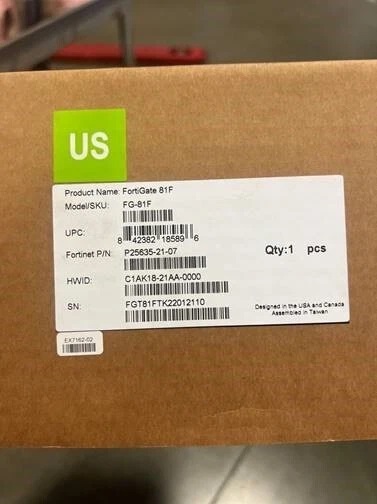 US
Product Name: FortiGate 81F
Model/SKU: FG-81F
UPC: 8 42382 18589 6
Fortinet P/N: P25635-21-07
Qty:1 pcs
HWID: C1AK18-21AA-0000
SN: FGT81FTK22012110
Designed in the USA and Canada
Assembled in Taiwan
EX7162-02